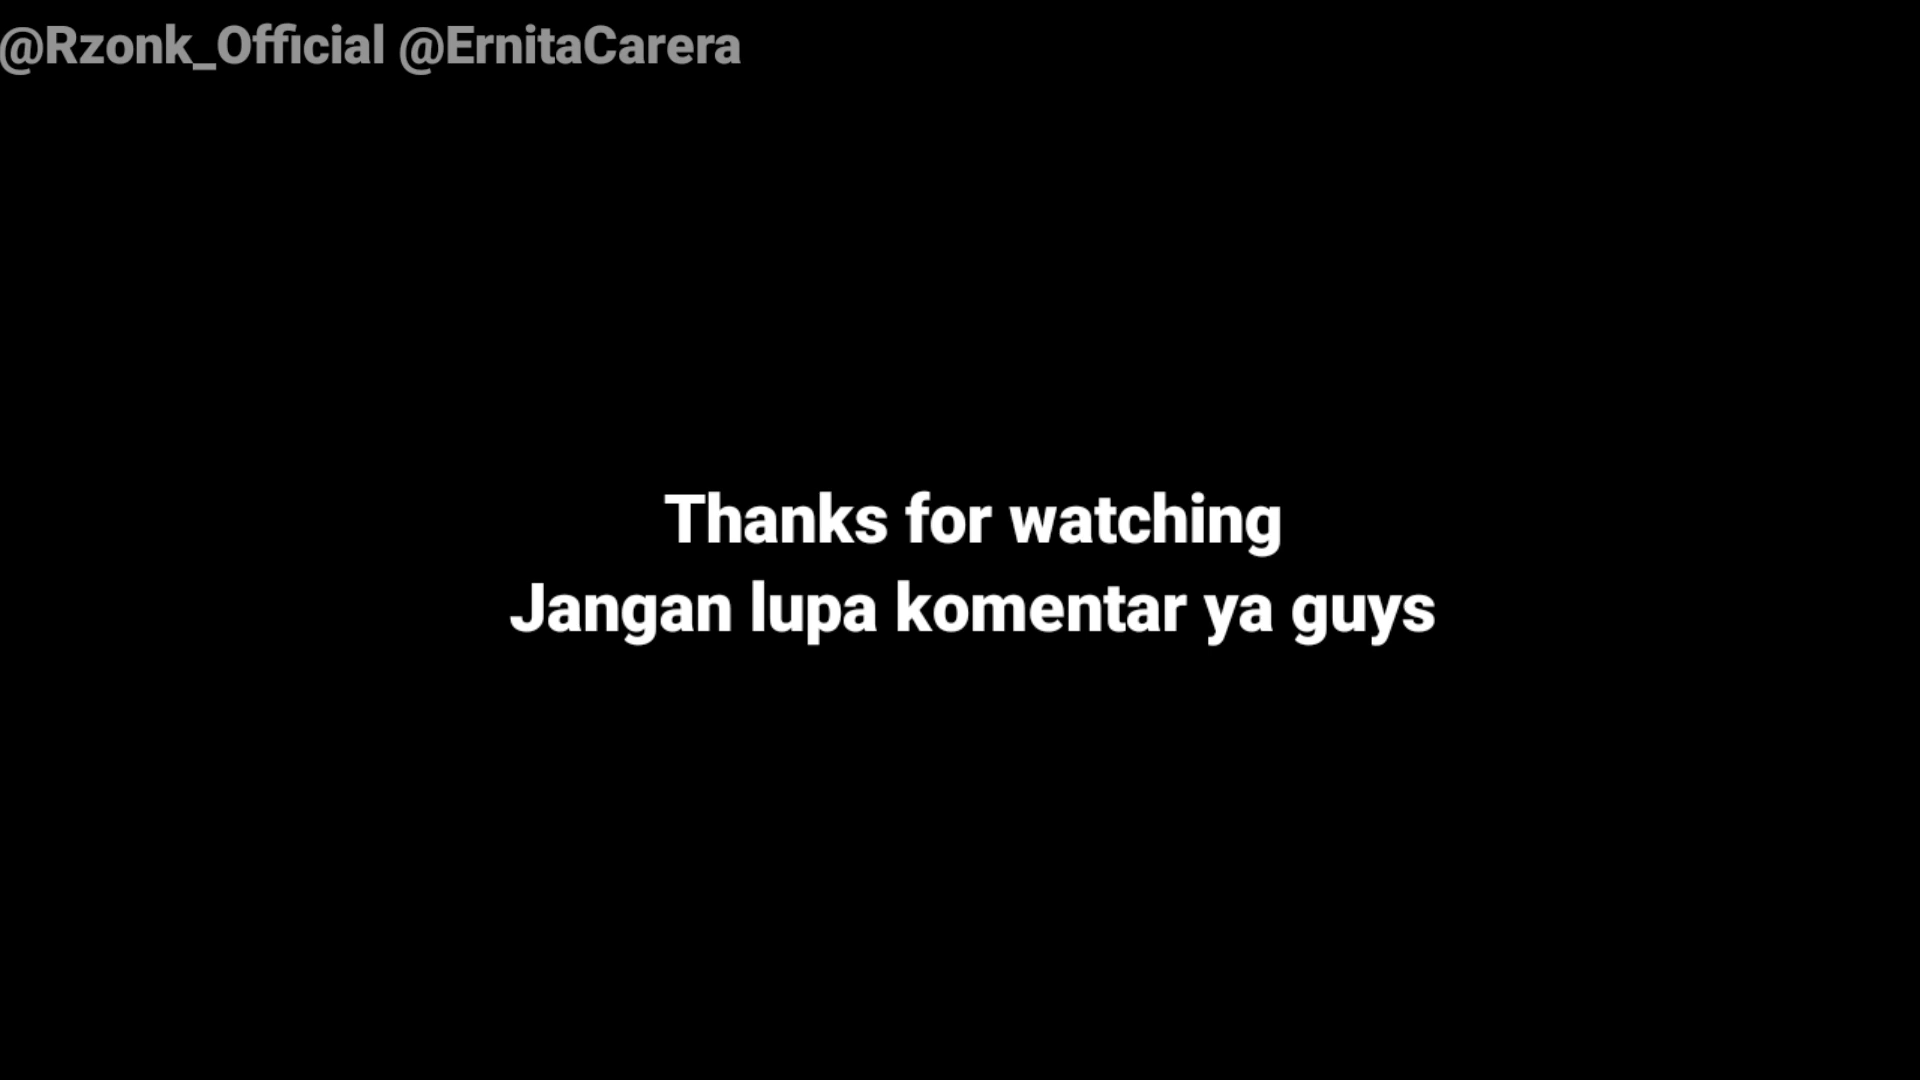 @Rzonk_Official @ErnitaCarera
Thanks for watching
Jangan lupa komentar ya guys